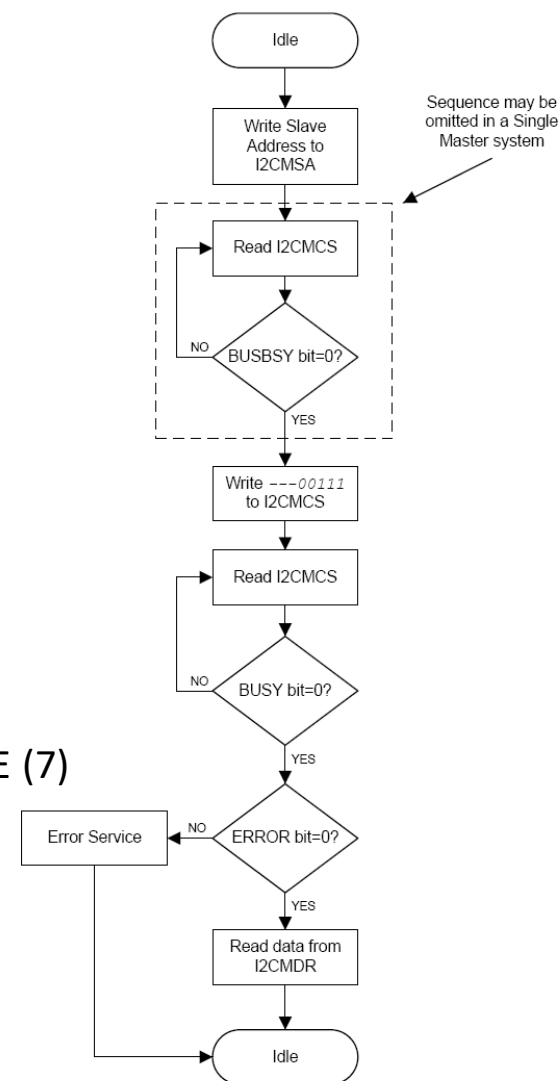 Idle
Write Slave
Address to
I2CMSA
Sequence may be
omitted in a Single
Master system
Read I2CMCS
BUSBSY bit=0?
NO
YES
Write ---00111
to I2CMCS
Read I2CMCS
BUSY bit=0?
NO
YES
E (7)
ERROR bit=0?
NO
Error Service
YES
Read data from
I2CMDR
Idle